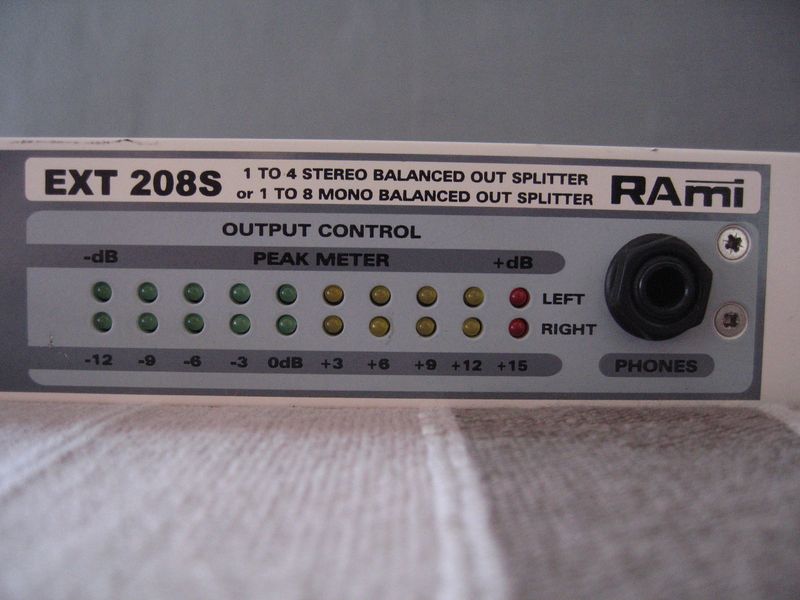 EXT 208S
1 TO 4 STEREO BALANCED OUT SPLITTER
or 1 TO 8 MONO BALANCED OUT SPLITTER
RAmi
OUTPUT CONTROL
-dB PEAK METER +dB
LEFT
RIGHT
-12 -9 -6 -3 0dB +3 +6 +9 +12 +15
PHONES